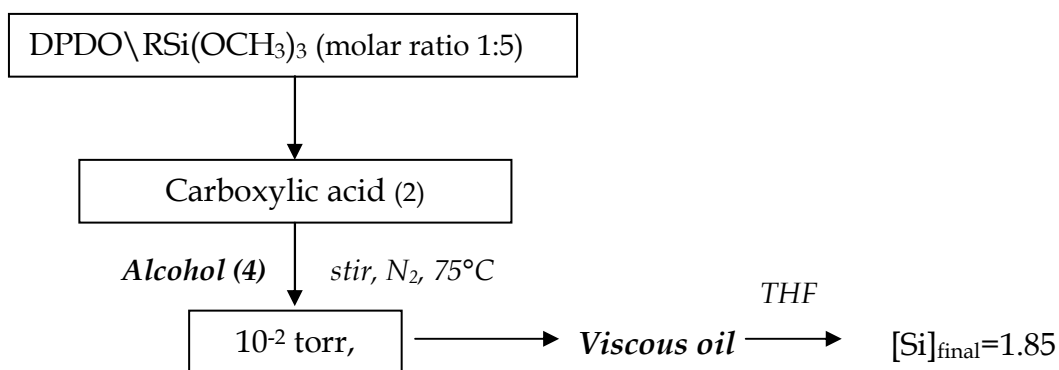 DPDO\RSi(OCH₃)₃ (molar ratio 1:5)
Carboxylic acid (2)
Alcohol (4) stir, N₂, 75°C
THF
10⁻² torr, Viscous oil [Si]final=1.85